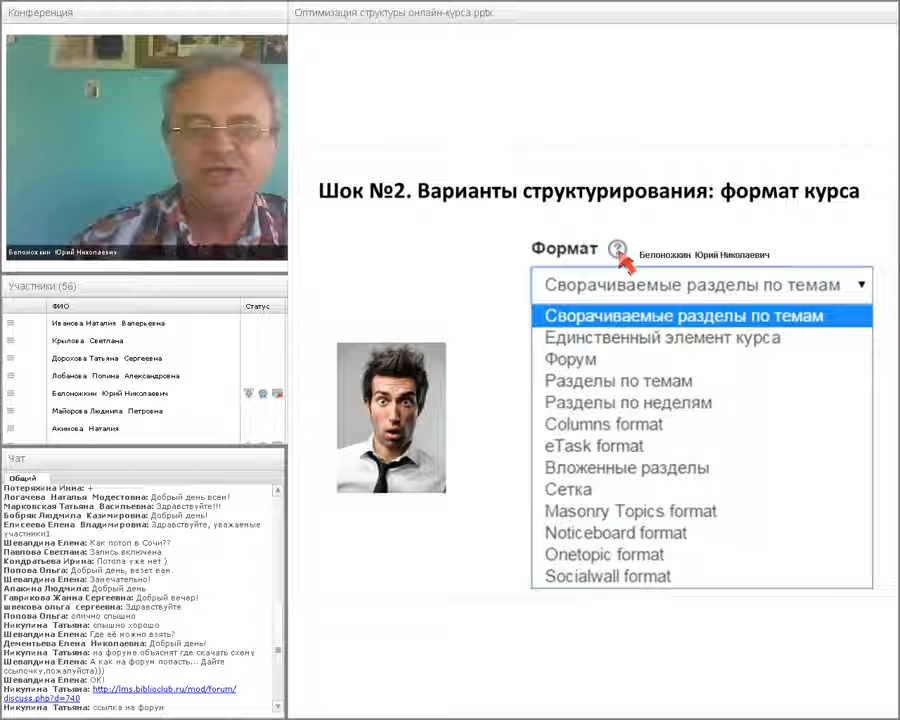 Конференция
Оптимизация структуры онлайн-курса.pptx
Белоножкин Юрий Николаевич
Участники (56)
ФИО
Статус
Иванова Наталия Валерьевна
Крылова Светлана
Дорохова Татьяна Сергеевна
Лобанова Полина Александровна
Белоножкин Юрий Николаевич
Майорова Людмила Петровна
Акимова Наталия
Чат
Общий
Потеряхина Инна: +
Логачева Наталья Модестовна: Добрый день всем!
Марковская Татьяна Васильевна: Здравствуйте!!!
Бобряк Людмила Казимировна: Добрый день!
Елисеева Елена Владимировна: Здравствуйте, уважаемые
участники1
Шевалдина Елена: Как потоп в Сочи??
Павлова Светлана: Запись включена
Кондратьева Ирина: Потопа уже нет )
Попова Ольга: Добрый день, везет вам.
Шевалдина Елена: Замечательно!
Апакина Людмила: Добрый день
Гаврикова Жанна Сергеевна: Добрый вечер!
швекова ольга сергеевна: Здравствуйте
Попова Ольга: олично слышно
Никулина Татьяна: слышно хорошо
Шевалдина Елена: Где её можно взять?
Дементьева Елена Николаевна: Добрый день!
Никулина Татьяна: на форуме объяснят где скачать схему
Шевалдина Елена: А как на форум попасть... Дайте
ссылочку,пожалуйста)))
Шевалдина Елена: ОК!
Никулина Татьяна: http://lms.biblioclub.ru/mod/forum/
discuss.php?d=740
Никулина Татьяна: ссылка на форум
Шок №2. Варианты структурирования: формат курса
Формат ?
Белоножкин Юрий Николаевич
Сворачиваемые разделы по темам
Сворачиваемые разделы по темам
Единственный элемент курса
Форум
Разделы по темам
Разделы по неделям
Columns format
eTask format
Вложенные разделы
Сетка
Masonry Topics format
Noticeboard format
Onetopic format
Socialwall format